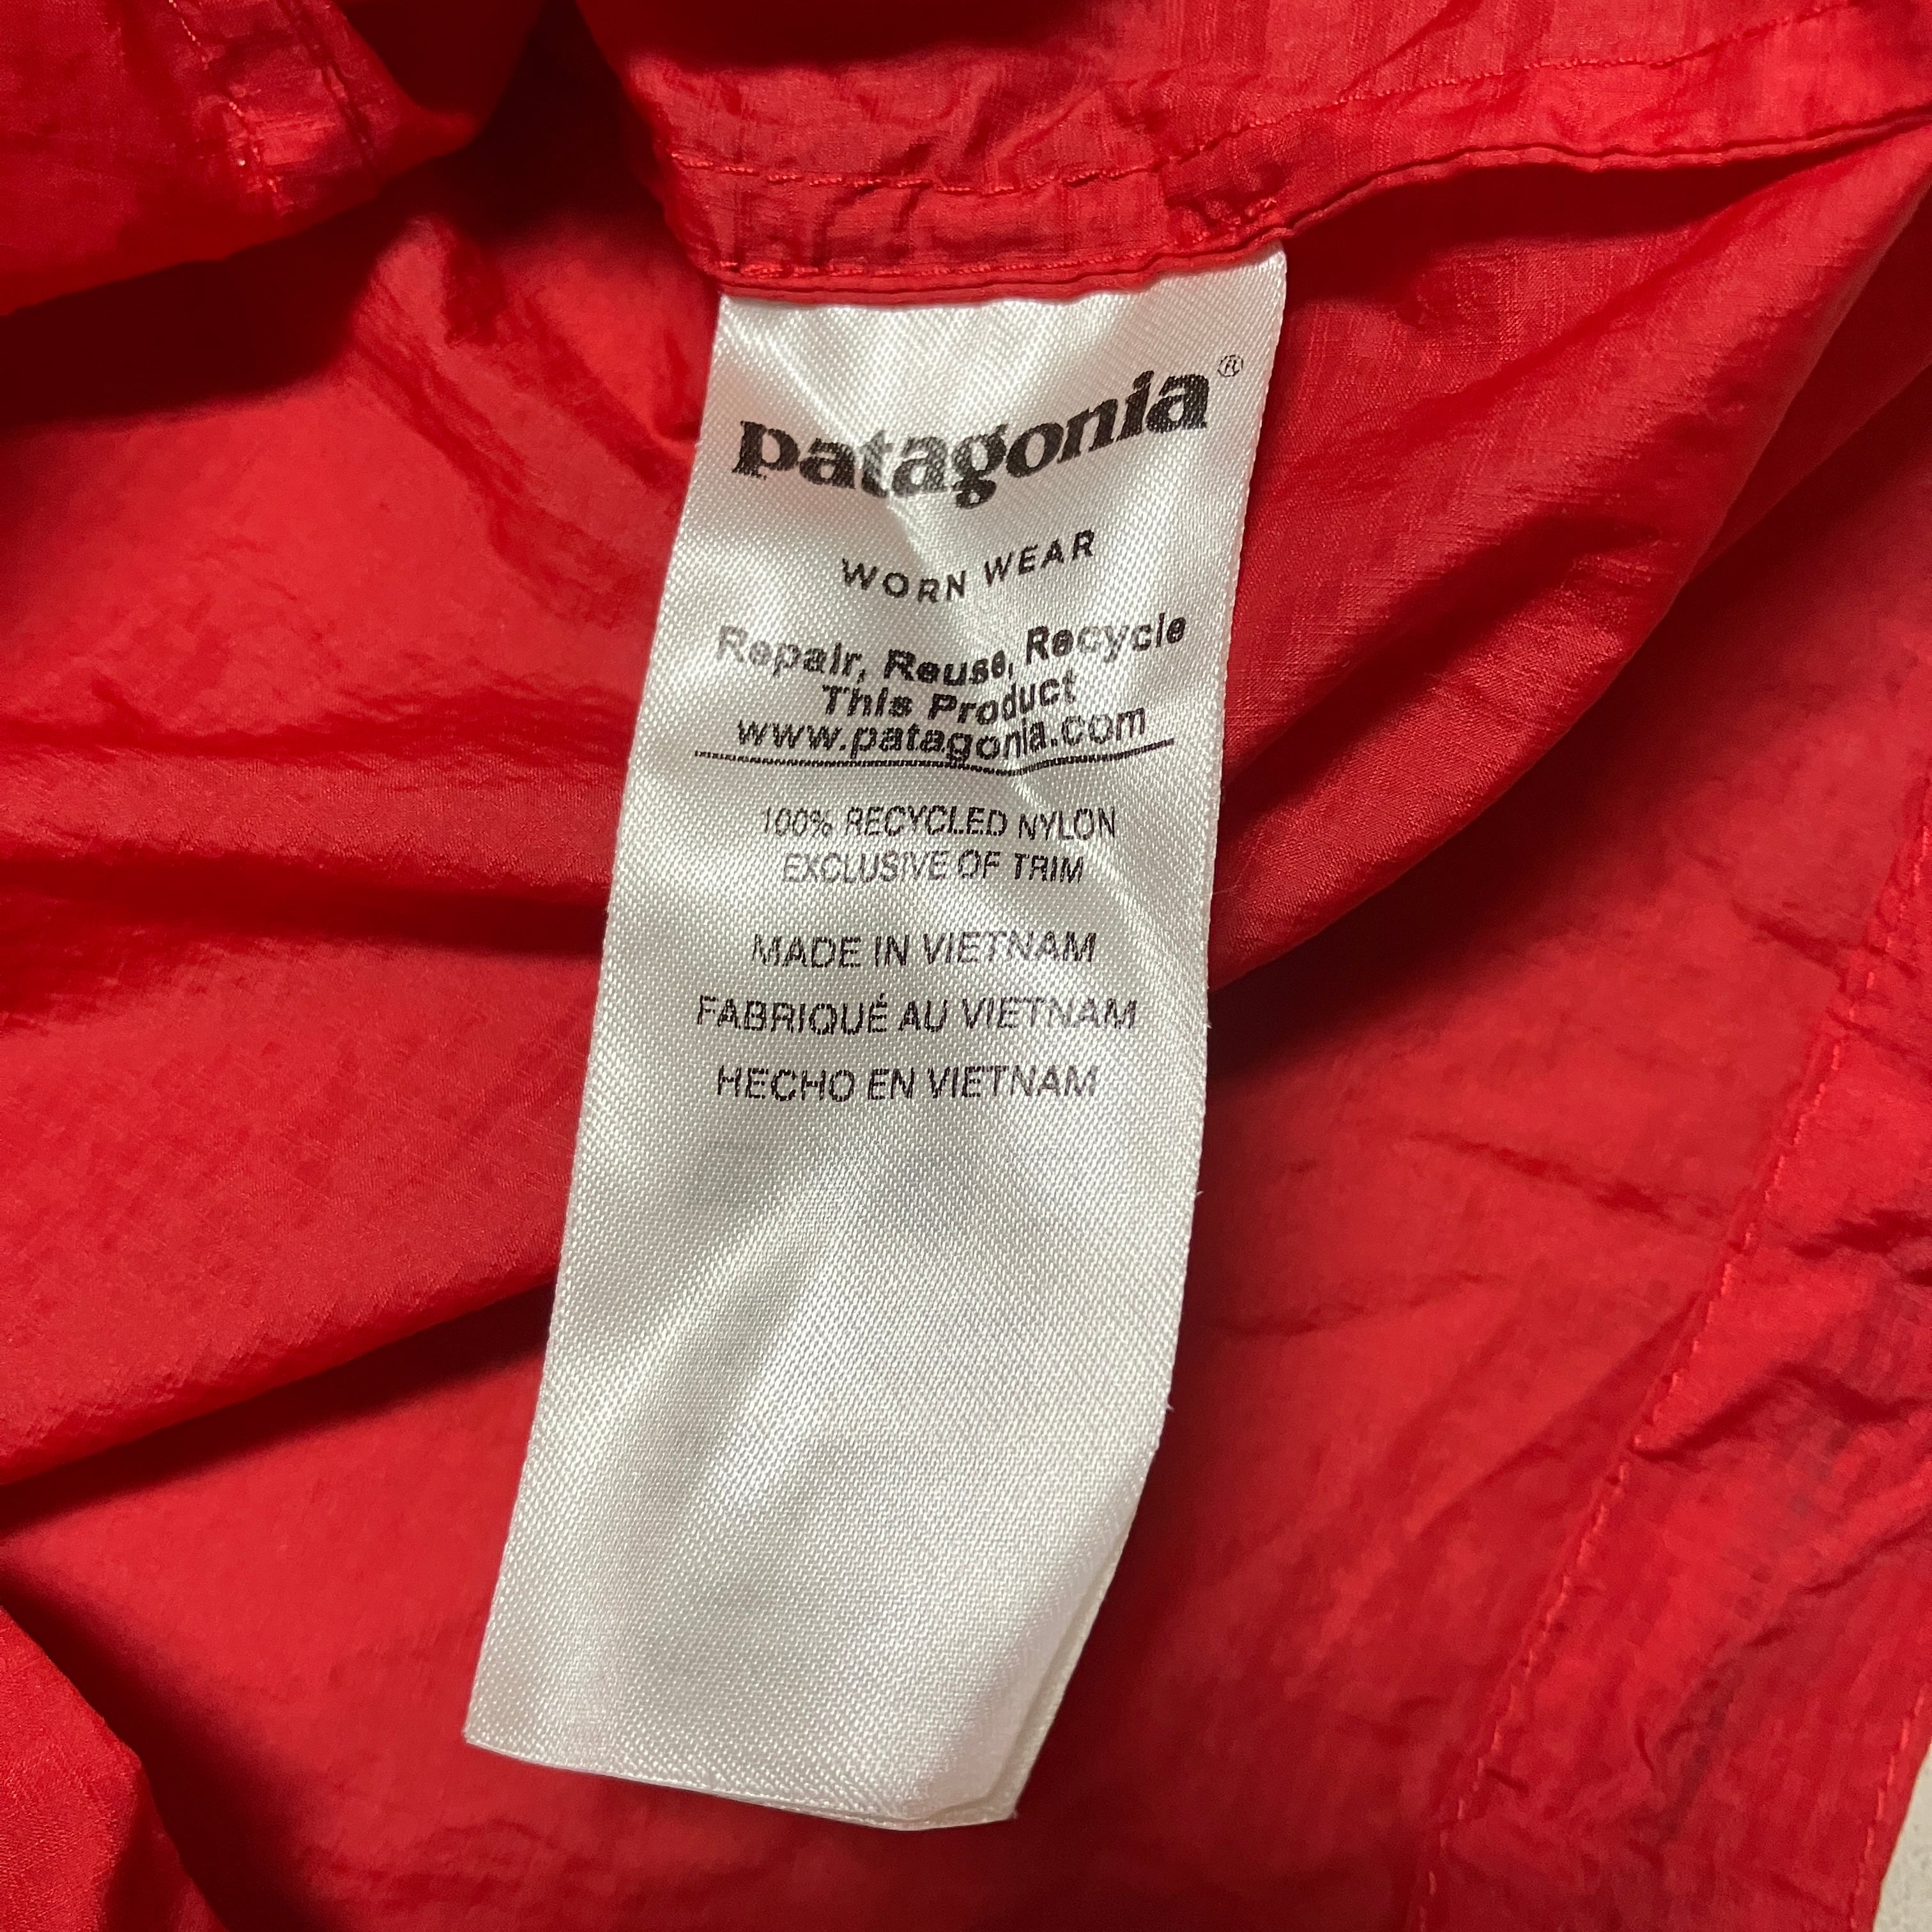 patagonia®
WORN WEAR
Repair, Reuse, Recycle
This Product
www.patagonia.com
100% RECYCLED NYLON
EXCLUSIVE OF TRIM
MADE IN VIETNAM
FABRIQUÉ AU VIETNAM
HECHO EN VIETNAM